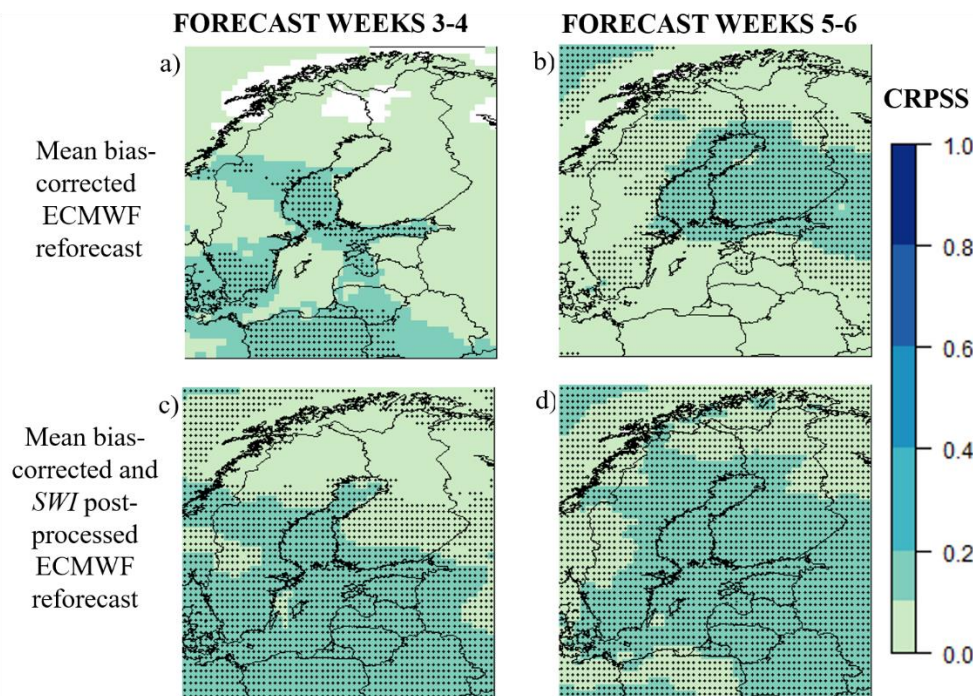 FORECAST WEEKS 3-4
FORECAST WEEKS 5-6
a)
b)
CRPSS
Mean bias-
corrected
ECMWF
reforecast
1.0
0.8
0.6
0.4
0.2
0.0
c)
d)
Mean bias-
corrected and
SWI post-
processed
ECMWF
reforecast